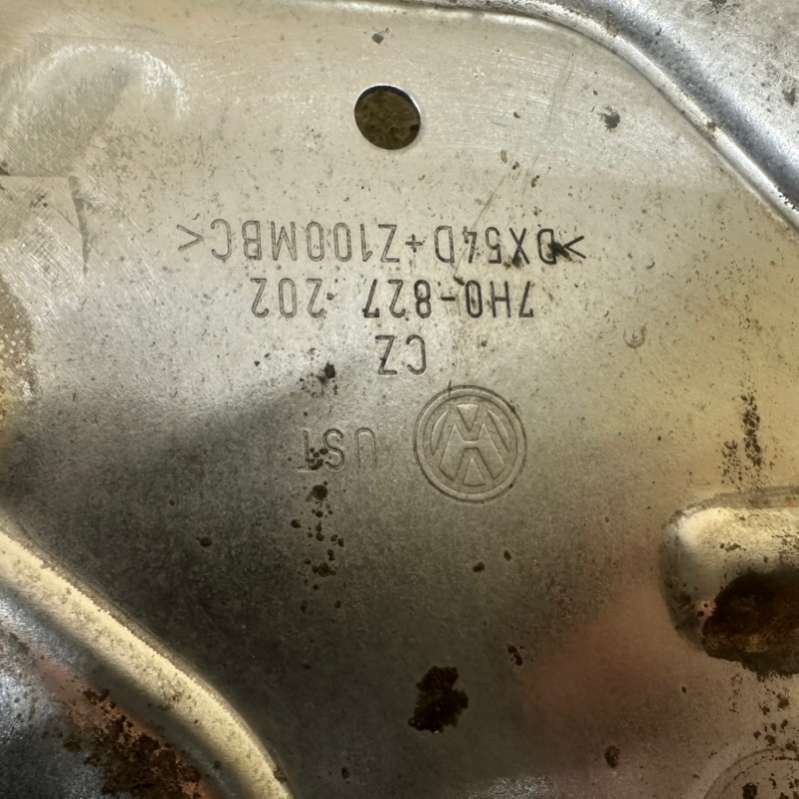 >DX54D+Z100MBC<
7H0-827 202
CZ
UST